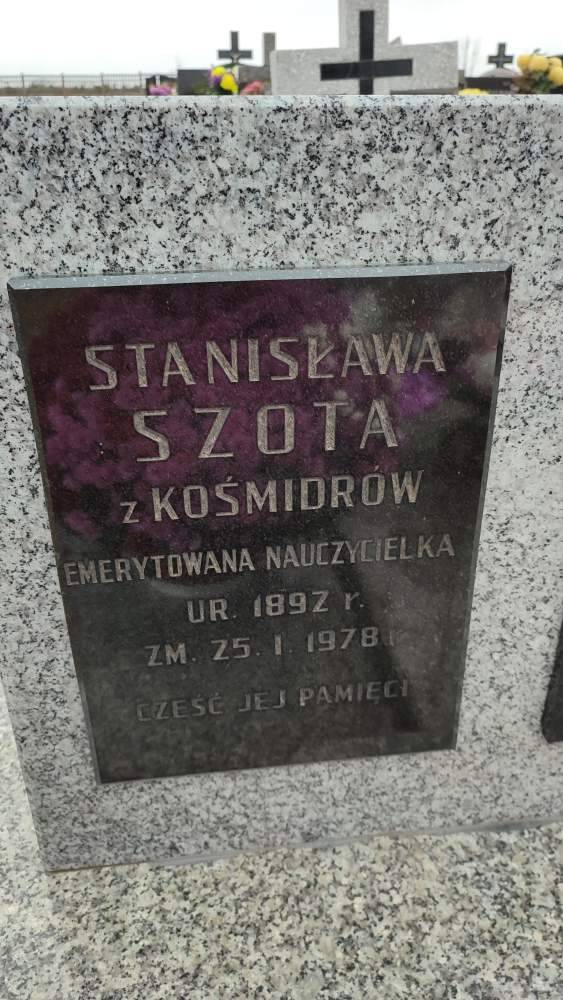 STANISŁAWA
SZOTA
z KOŚMIDRÓW
EMERYTOWANA NAUCZYCIELKA
UR. 1892 r.
ZM. 25. I. 1978 r.
CZEŚĆ JEJ PAMIĘCI